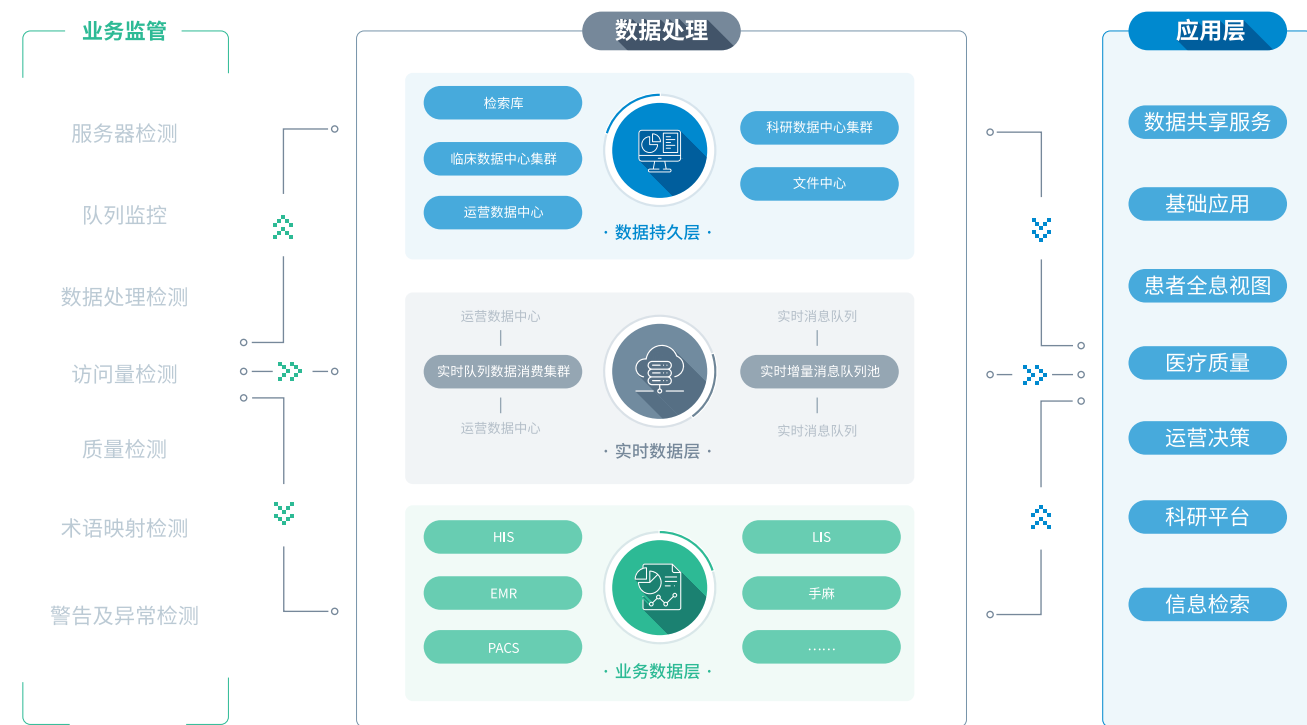 业务监管
服务器检测
队列监控
数据处理检测
访问量检测
质量检测
术语映射检测
警告及异常检测
数据处理
检索库
临床数据中心集群
运营数据中心
科研数据中心集群
文件中心
· 数据持久层 ·
运营数据中心
实时队列数据消费集群
运营数据中心
实时消息队列
实时增量消息队列池
实时消息队列
· 实时数据层 ·
HIS
EMR
PACS
LIS
手麻
……
· 业务数据层 ·
应用层
数据共享服务
基础应用
患者全息视图
医疗质量
运营决策
科研平台
信息检索